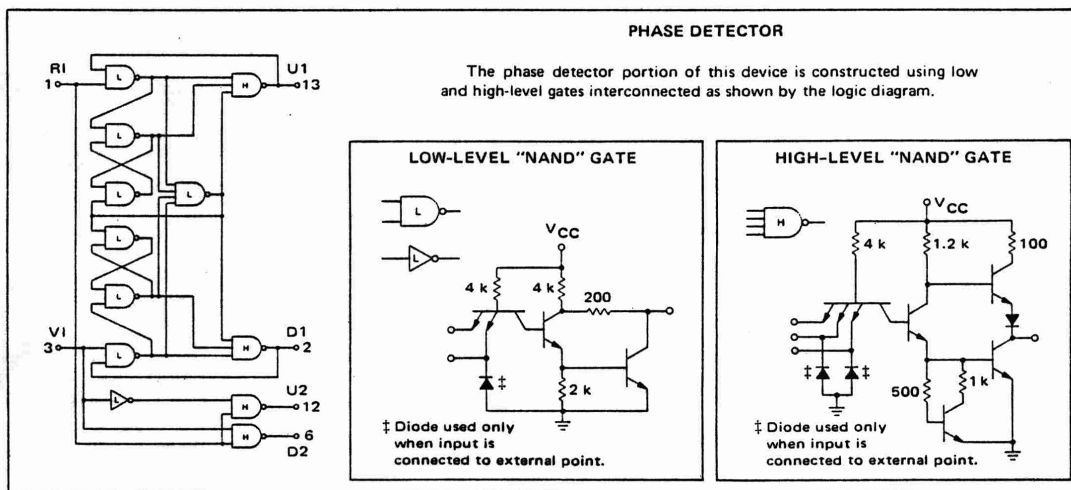 PHASE DETECTOR
The phase detector portion of this device is constructed using low
and high-level gates interconnected as shown by the logic diagram.
RI
1
U1
13
L
H
L
L
L
L
L
VI
3
L
H
D1
2
L
H
U2
12
H
6
D2
LOW-LEVEL "NAND" GATE
L
L
VCC
4 k
4 k
200
2 k
‡
‡ Diode used only
when input is
connected to external point.
HIGH-LEVEL "NAND" GATE
H
VCC
4 k
1.2 k
100
‡
‡
500
1 k
‡ Diode used only
when input is
connected to external point.